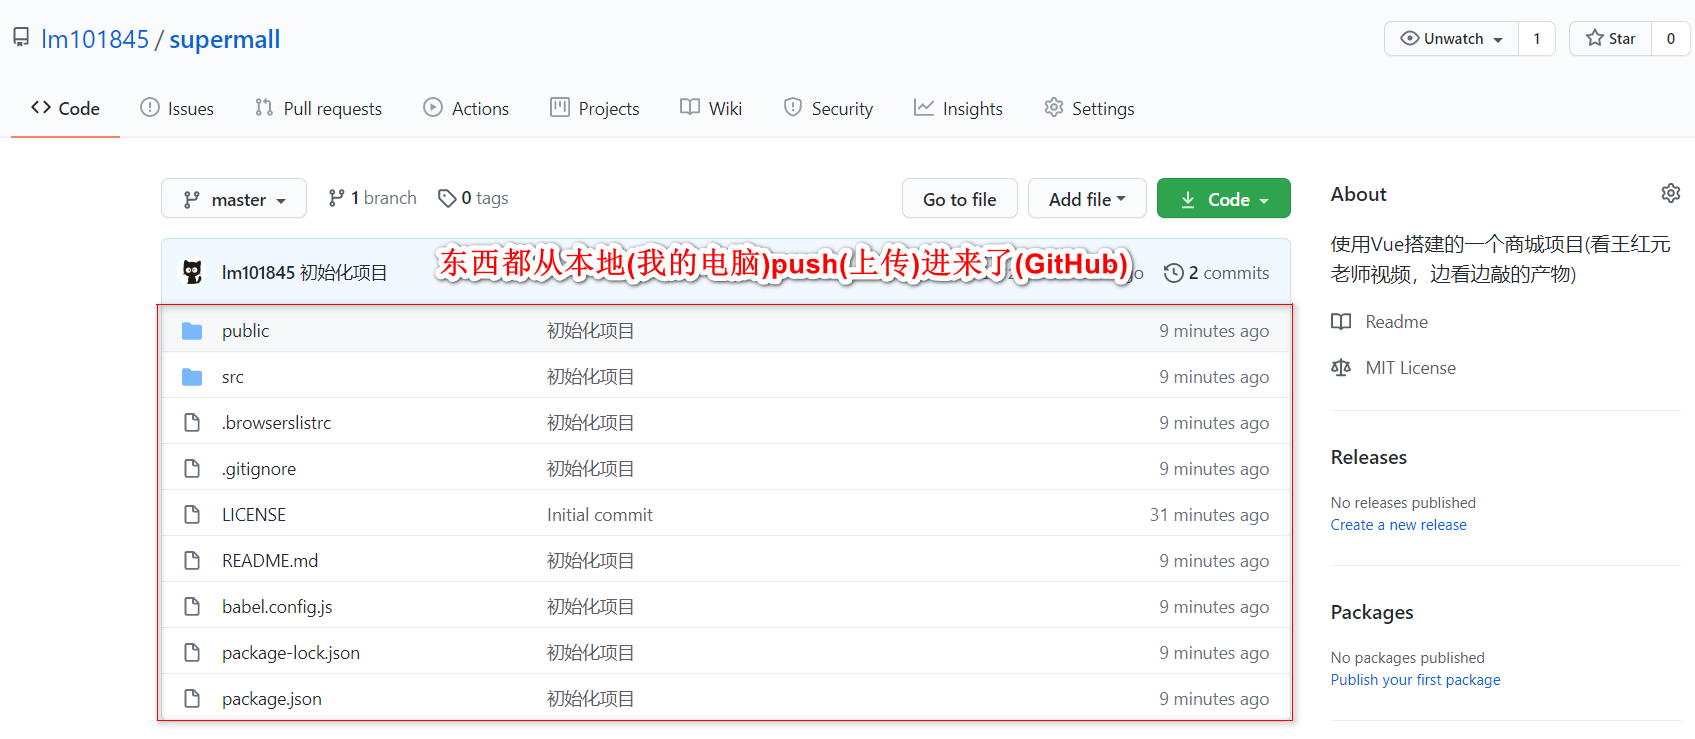 lm101845 / supermall
Unwatch 1 Star 0
Code Issues Pull requests Actions Projects Wiki Security Insights Settings
master 1 branch 0 tags Go to file Add file Code
lm101845 初始化项目 2 commits
东西都从本地(我的电脑)push(上传)进来了(GitHub)
public 初始化项目 9 minutes ago
src 初始化项目 9 minutes ago
.browserslistrc 初始化项目 9 minutes ago
.gitignore 初始化项目 9 minutes ago
LICENSE Initial commit 31 minutes ago
README.md 初始化项目 9 minutes ago
babel.config.js 初始化项目 9 minutes ago
package-lock.json 初始化项目 9 minutes ago
package.json 初始化项目 9 minutes ago
About
使用Vue搭建的一个商城项目(看王红元
老师视频，边看边敲的产物)
Readme
MIT License
Releases
No releases published
Create a new release
Packages
No packages published
Publish your first package